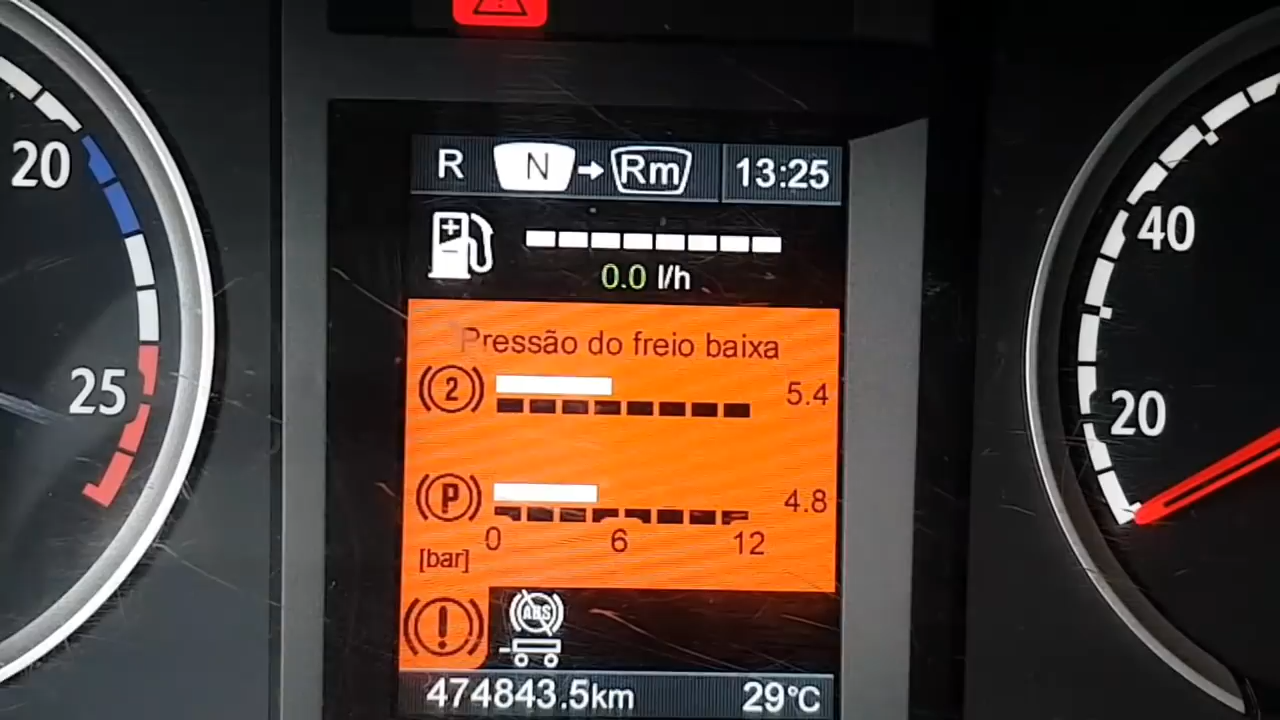 R N Rm 13:25
0.0 l/h
Pressão do freio baixa
2 5.4
P 4.8
0 6 12
[bar]
ABS
474843.5km 29°C
20
25
40
20